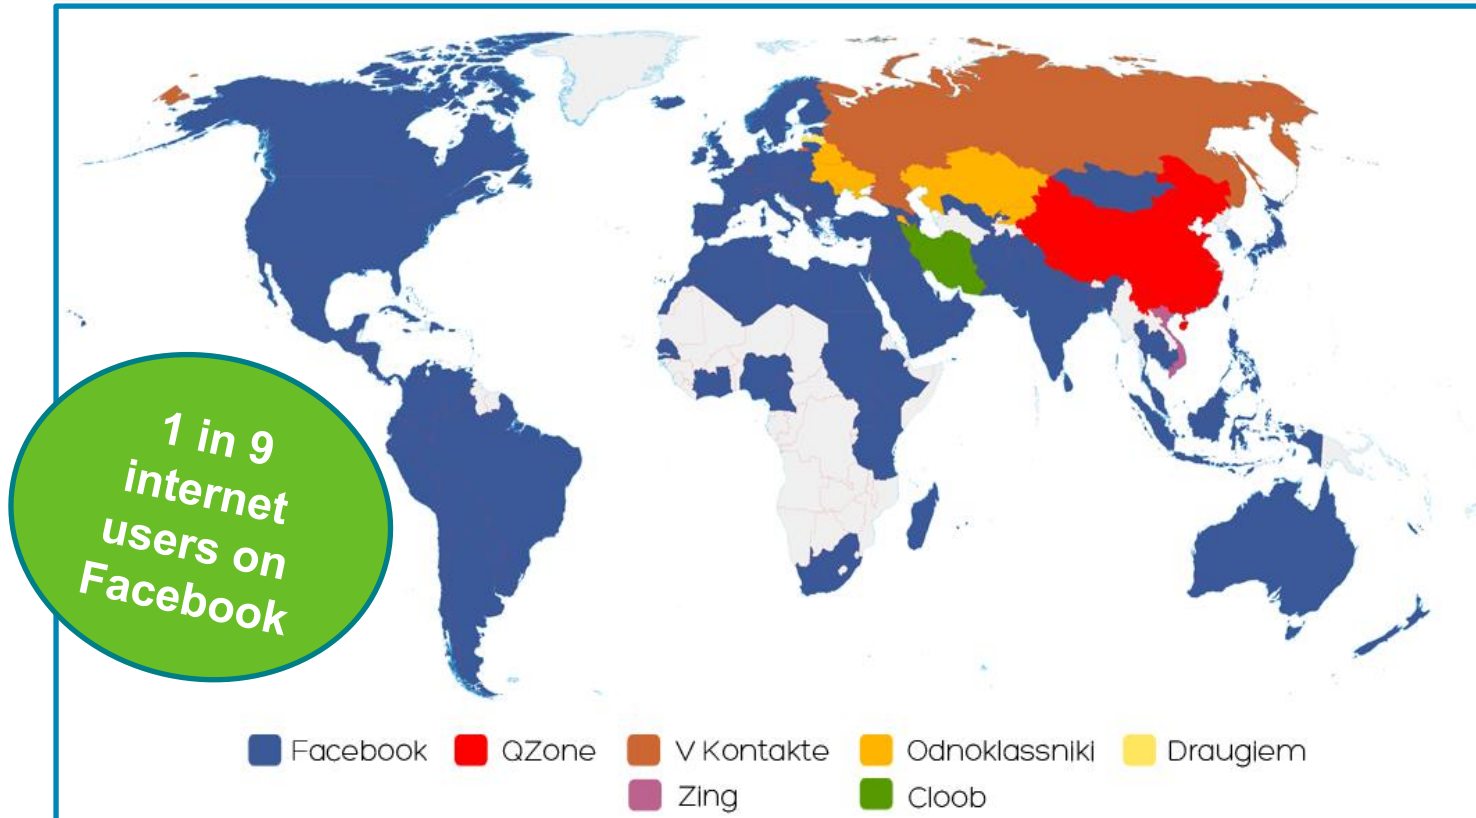 1 in 9
internet
users on
Facebook
Facebook QZone V Kontakte Odnoklassniki Draugiem
Zing Cloob